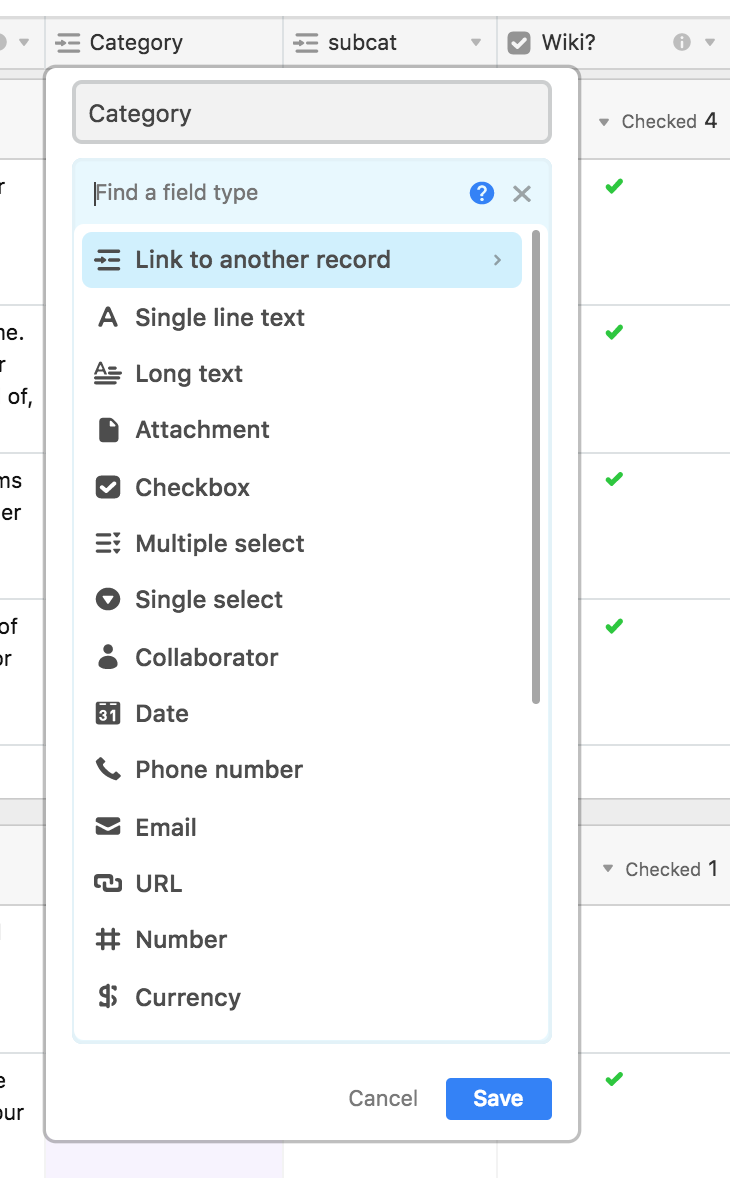 Category
subcat
Wiki?
Category
Checked 4
Find a field type
?
r
Link to another record
Single line text
ne.
r
Long text
of,
Attachment
ms
Checkbox
er
Multiple select
Single select
of
Collaborator
or
Date
31
Phone number
Email
Checked 1
URL
Number
Currency
e
our
Cancel
Save